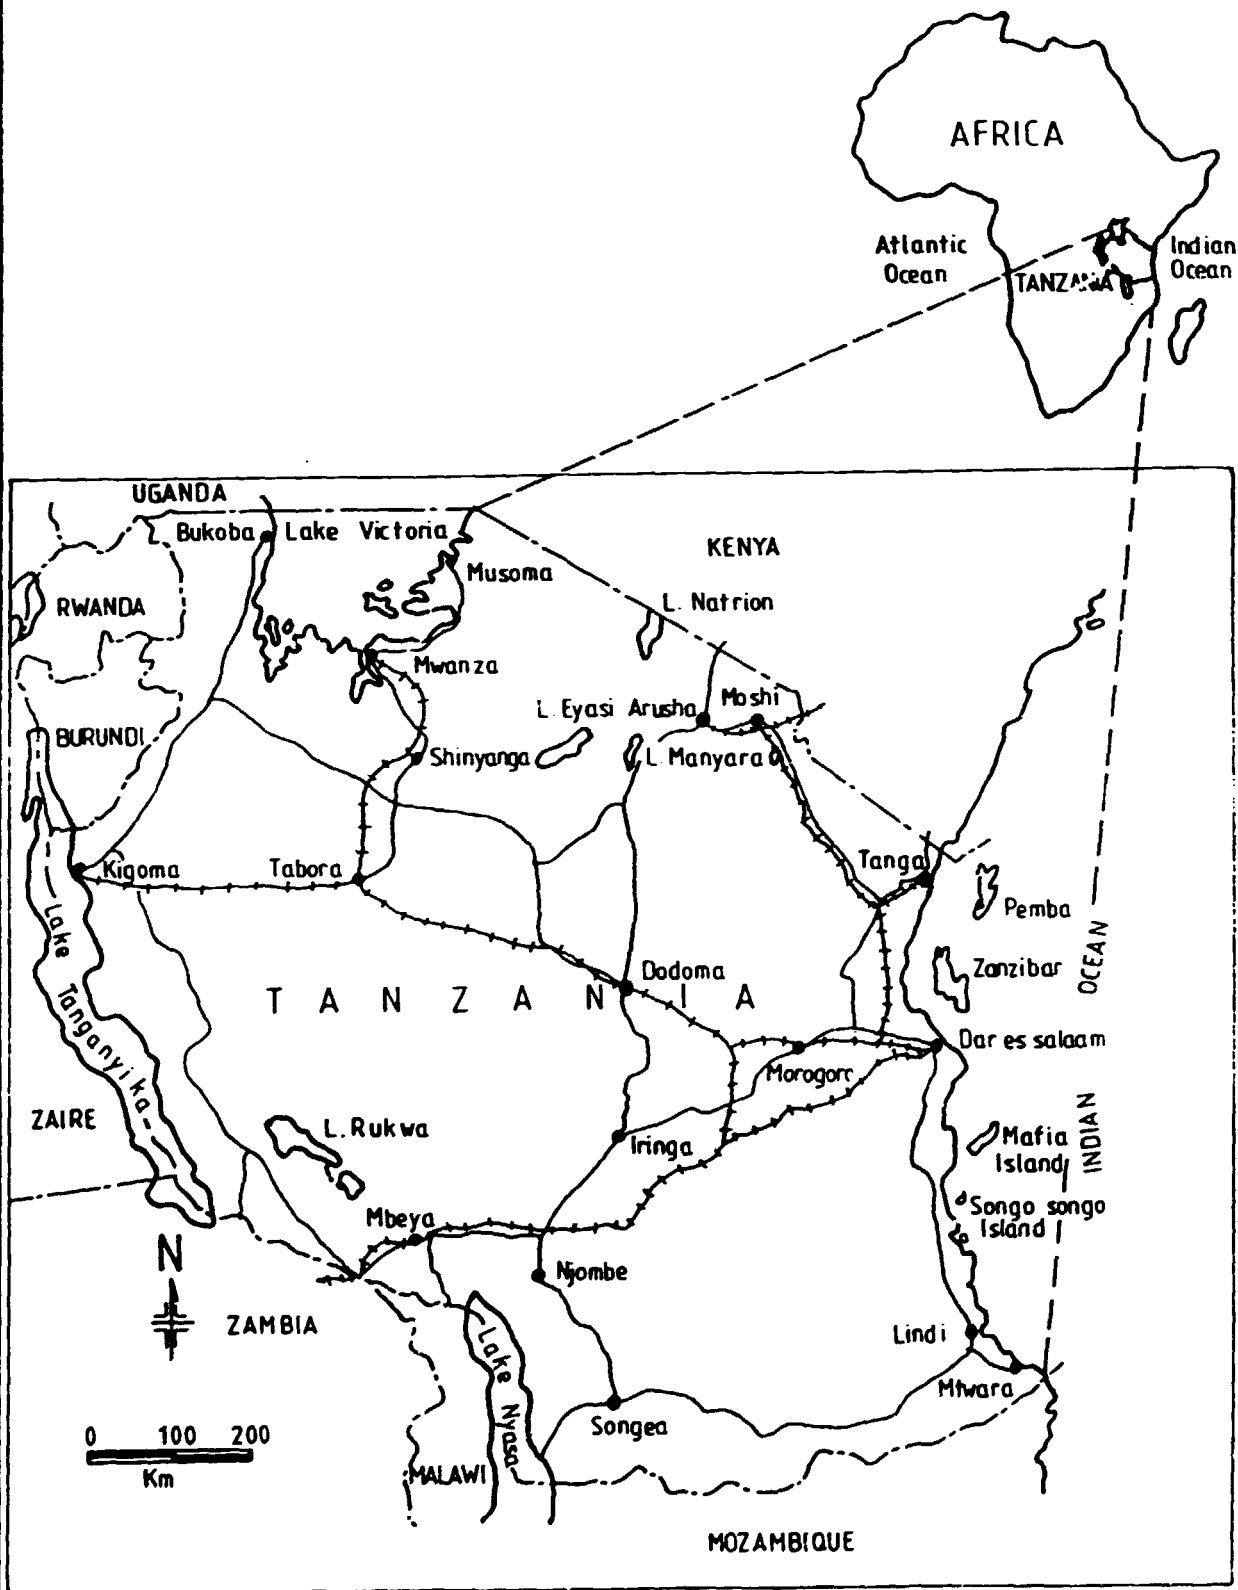 AFRICA
Atlantic
Ocean
Indian
Ocean
TANZANIA
UGANDA
Bukoba
Lake Victoria
KENYA
Musoma
RWANDA
L. Natrion
Mwanza
L. Eyasi
Arusha
Moshi
BURUNDI
Shinyanga
L. Manyara
Kigoma
Tabora
Tanga
Pemba
Lake Tanganyika
Dodoma
Zanzibar
TANZANIA
INDIAN OCEAN
Dar es salaam
Morogoro
ZAIRE
L. Rukwa
Iringa
Mafia
Island
Songo songo
Island
Mbeya
N
Njombe
ZAMBIA
Lake Nyasa
Lindi
Mtwara
0 100 200
Km
Songea
MALAWI
MOZAMBIQUE